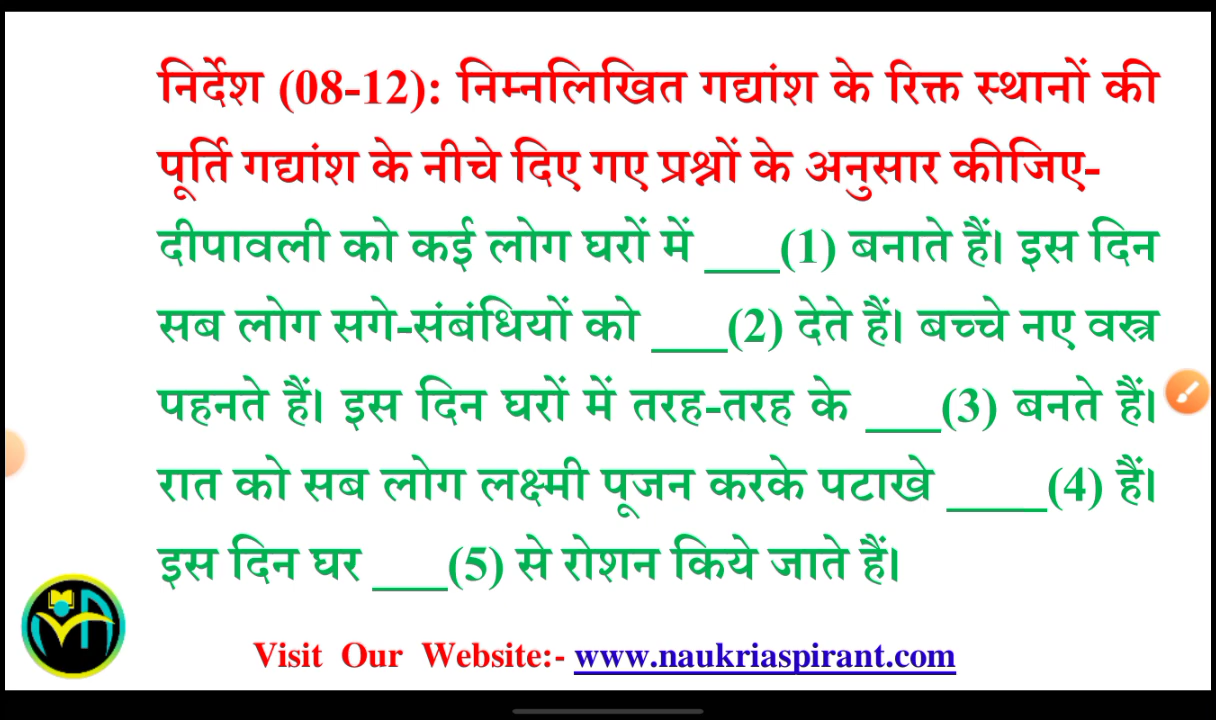 निर्देश (08-12): निम्नलिखित गद्यांश के रिक्त स्थानों की
पूर्ति गद्यांश के नीचे दिए गए प्रश्नों के अनुसार कीजिए-
दीपावली को कई लोग घरों में ___(1) बनाते हैं। इस दिन
सब लोग सगे-संबंधियों को ___(2) देते हैं। बच्चे नए वस्त्र
पहनते हैं। इस दिन घरों में तरह-तरह के ___(3) बनते हैं।
रात को सब लोग लक्ष्मी पूजन करके पटाखे ____(4) हैं।
इस दिन घर ___(5) से रोशन किये जाते हैं।
Visit Our Website:- www.naukriaspirant.com